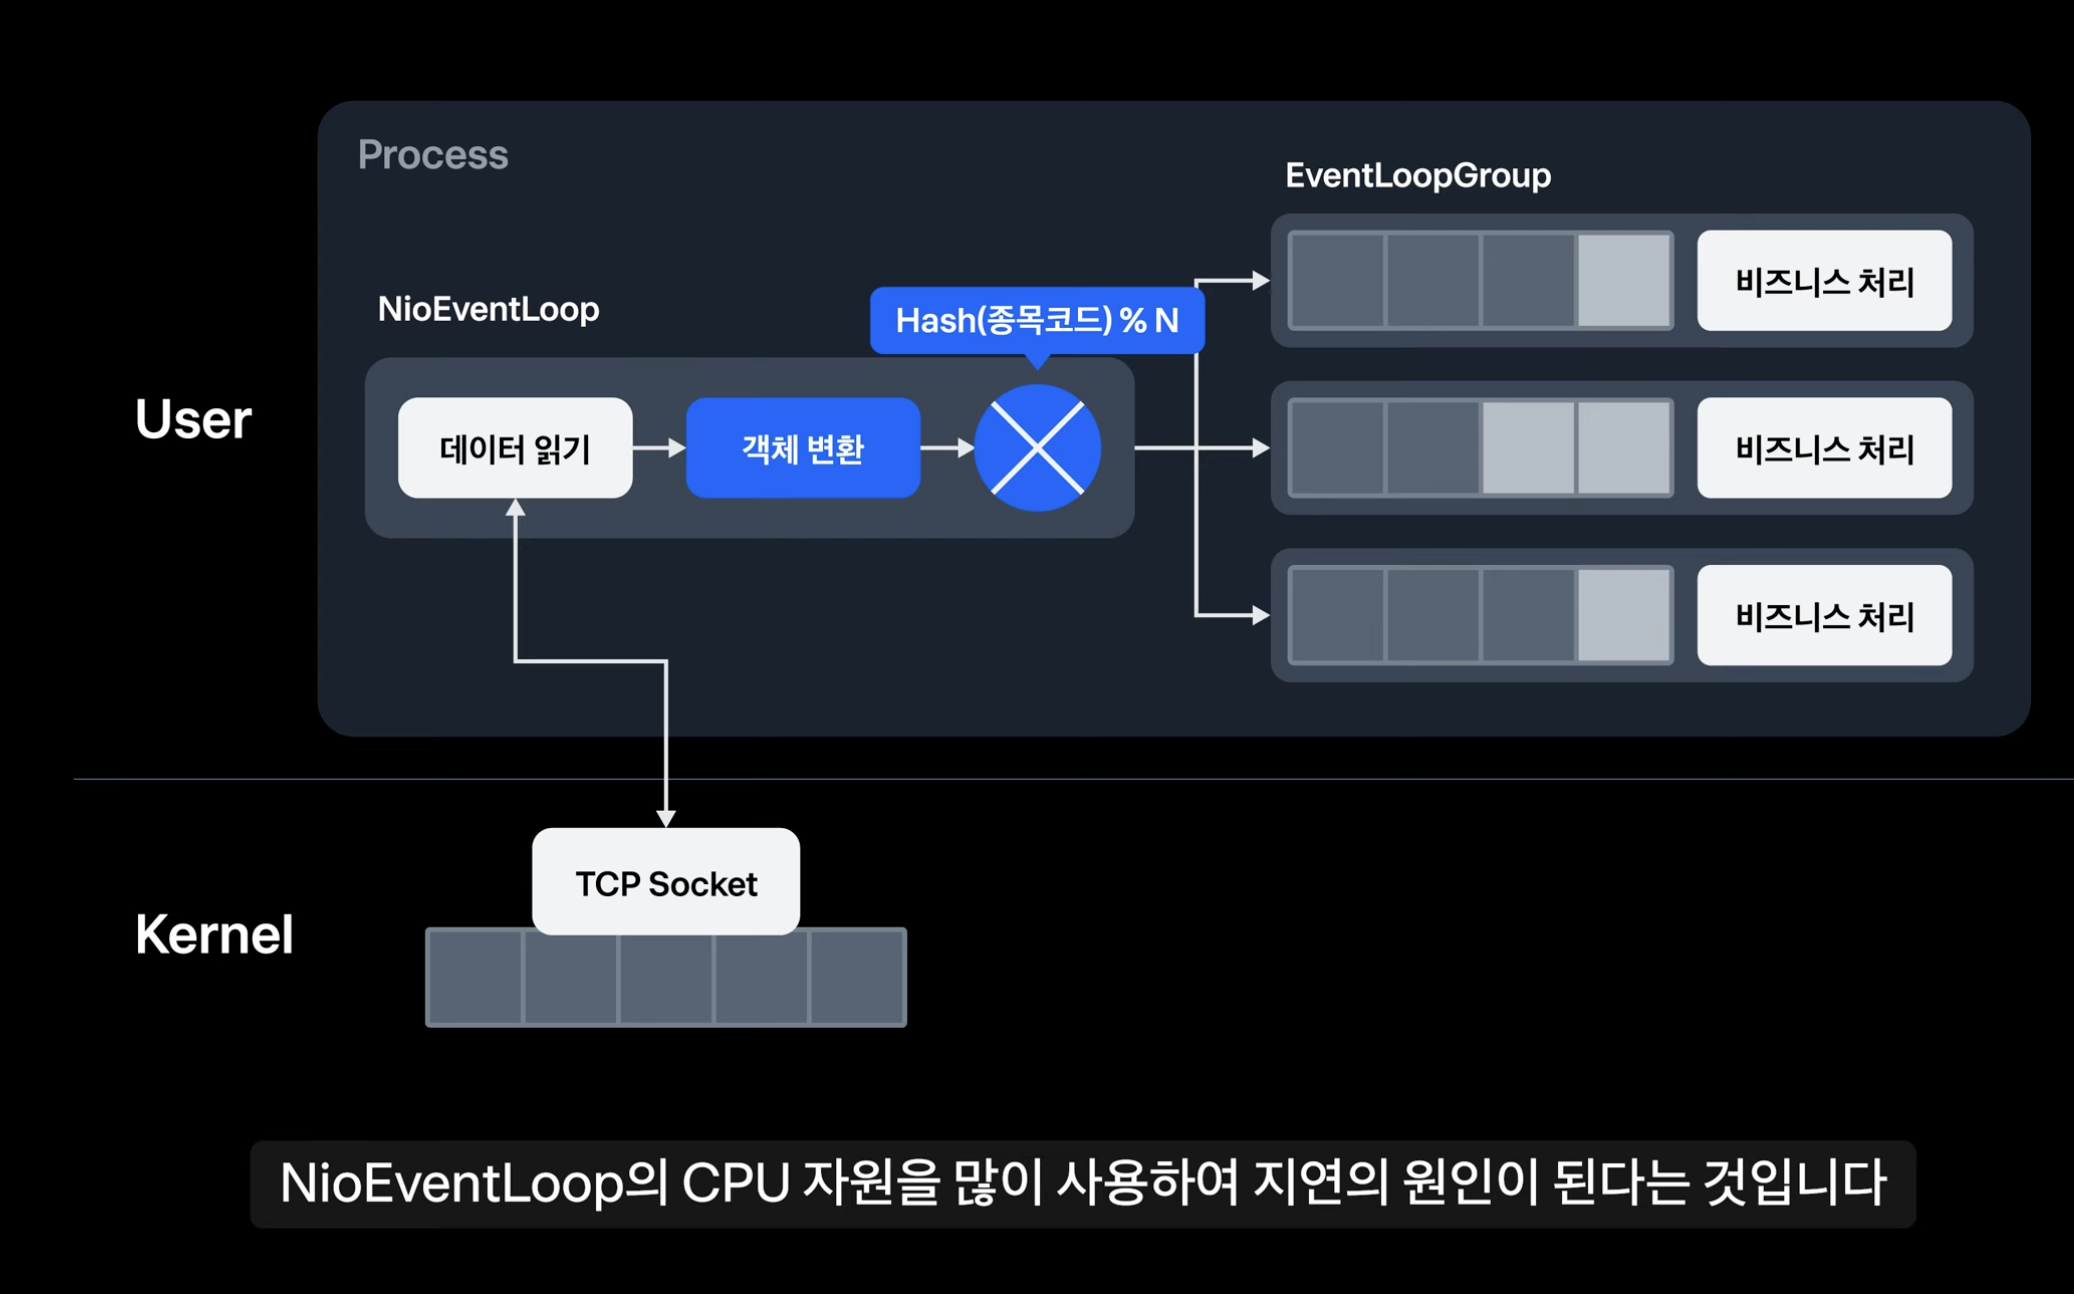 Process
EventLoopGroup
비즈니스 처리
NioEventLoop
Hash(종목코드) % N
User
데이터 읽기
객체 변환
비즈니스 처리
비즈니스 처리
TCP Socket
Kernel
NioEventLoop의 CPU 자원을 많이 사용하여 지연의 원인이 된다는 것입니다